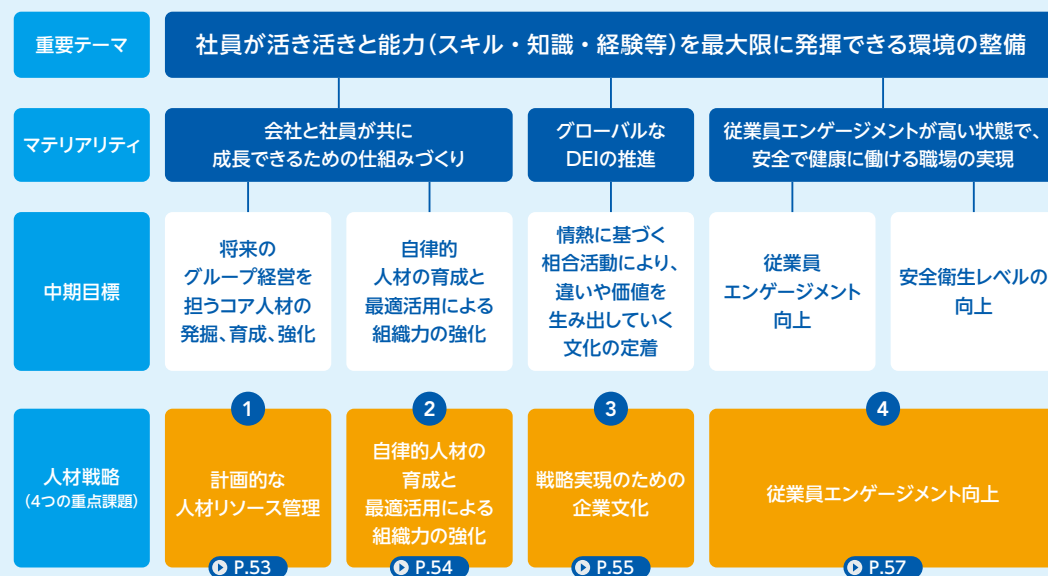 重要テーマ
社員が活き活きと能力（スキル・知識・経験等）を最大限に発揮できる環境の整備
マテリアリティ
会社と社員が共に
成長できるための仕組みづくり
グローバルな
DEIの推進
従業員エンゲージメントが高い状態で、
安全で健康に働ける職場の実現
中期目標
将来の
グループ経営を
担うコア人材の
発掘、育成、強化
自律的
人材の育成と
最適活用による
組織力の強化
情熱に基づく
相合活動により、
違いや価値を
生み出していく
文化の定着
従業員
エンゲージメント
向上
安全衛生レベルの
向上
人材戦略
（4つの重点課題）
1
計画的な
人材リソース管理
P.53
2
自律的人材の
育成と
最適活用による
組織力の強化
P.54
3
戦略実現のための
企業文化
P.55
4
従業員エンゲージメント向上
P.57